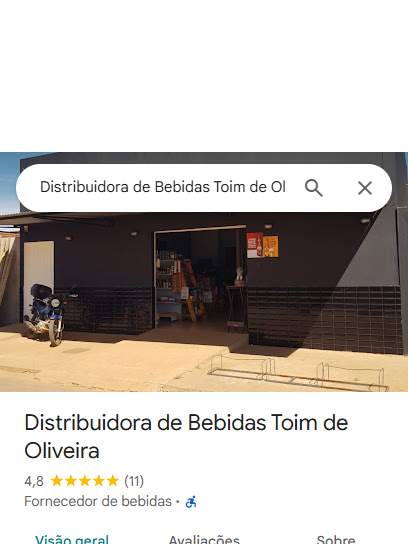 Distribuidora de Bebidas Toim de Ol
Distribuidora de Bebidas Toim de
Oliveira
4,8 (11)
Fornecedor de bebidas ·
Visão geral Avaliações Sobre